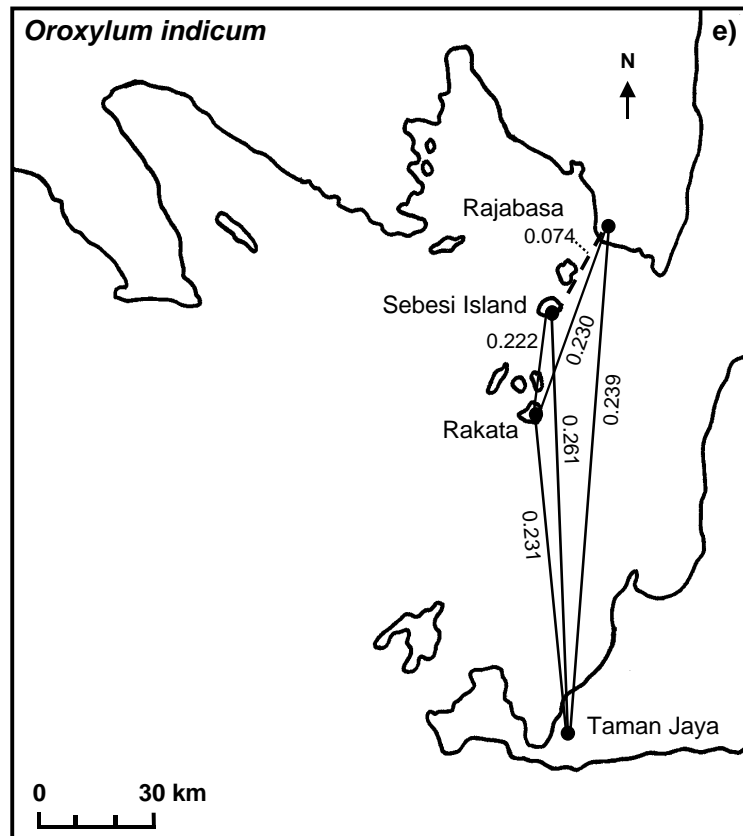 Oroxylum indicum
e)
N
Rajabasa
0.074
Sebesi Island
0.222
0.230
0.239
Rakata
0.261
0.231
Taman Jaya
0 30 km